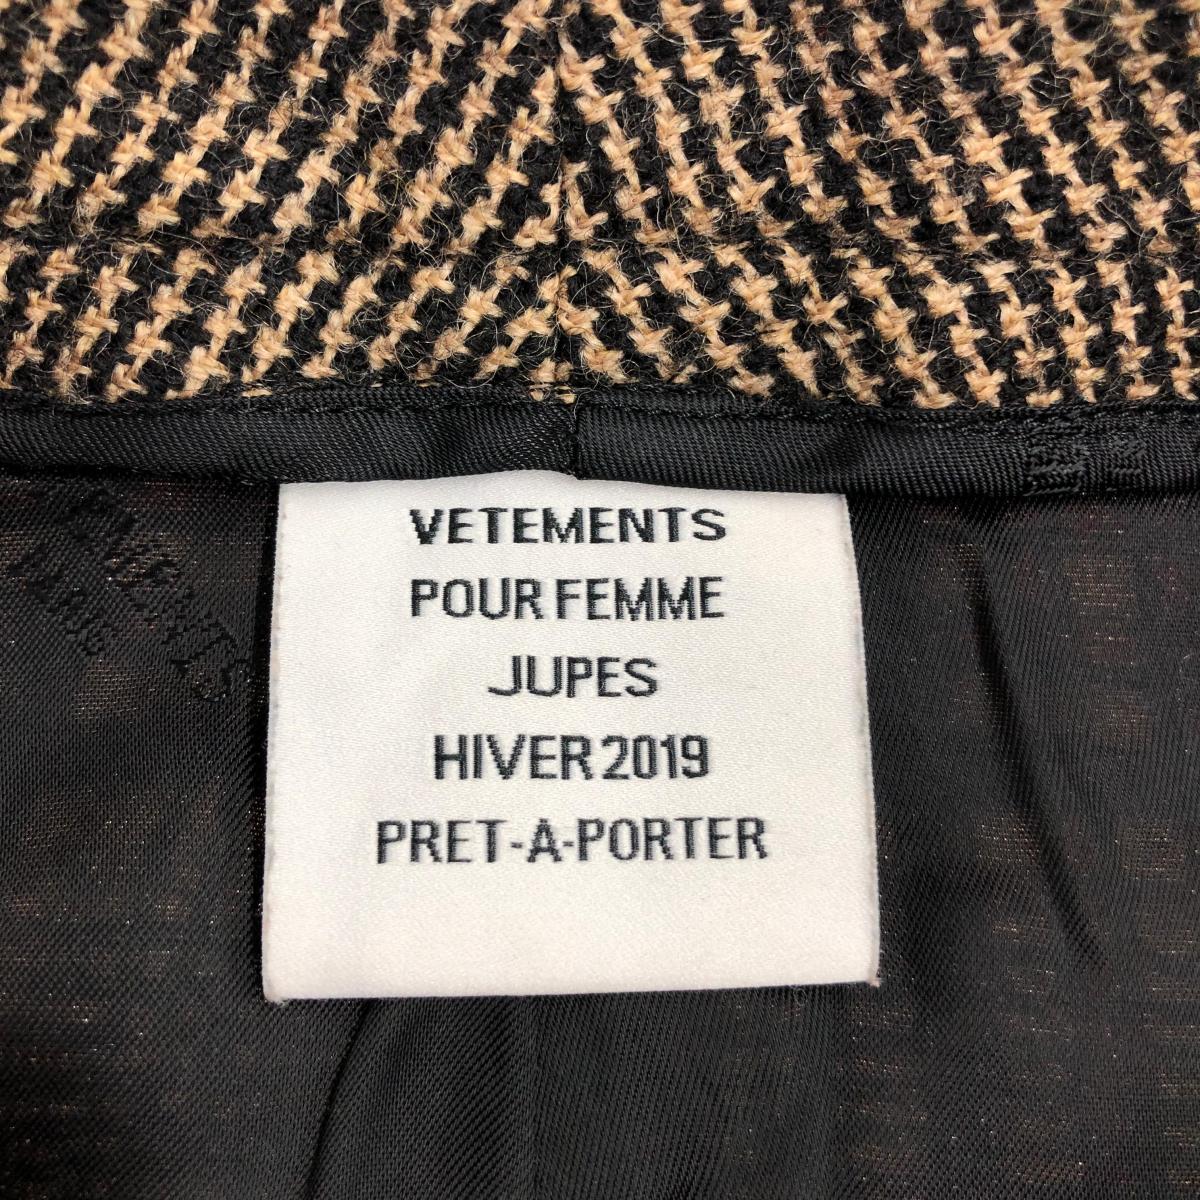 VETEMENTS
POUR FEMME
JUPES
HIVER 2019
PRET-A-PORTER